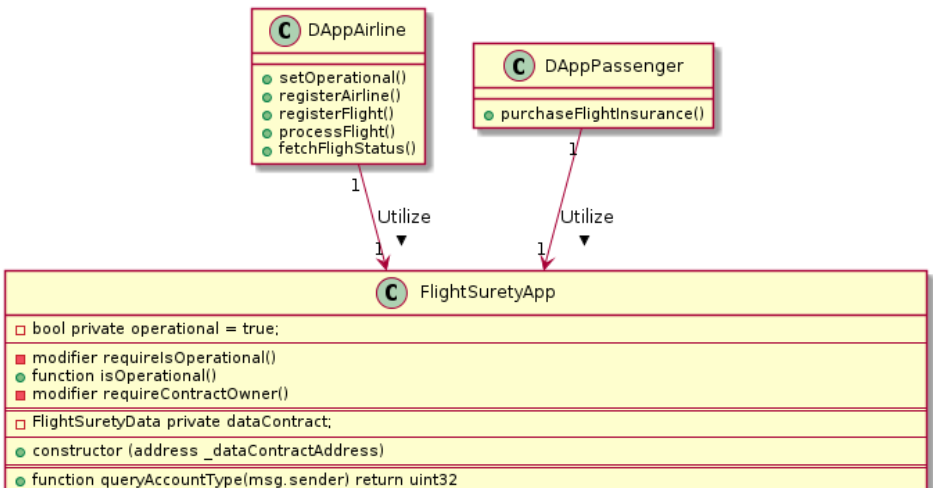 C DAppAirline
setOperational()
registerAirline()
registerFlight()
processFlight()
fetchFlighStatus()
C DAppPassenger
purchaseFlightInsurance()
1
1
Utilize
▼
1
Utilize
▼
1
C FlightSuretyApp
bool private operational = true;
modifier requireIsOperational()
function isOperational()
modifier requireContractOwner()
FlightSuretyData private dataContract;
constructor (address _dataContractAddress)
function queryAccountType(msg.sender) return uint32